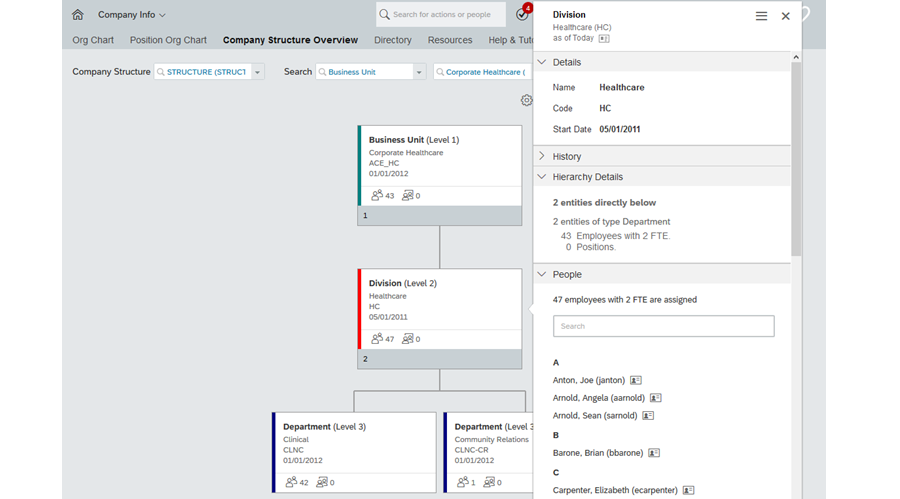 Company Info
Search for actions or people
4
Org Chart
Position Org Chart
Company Structure Overview
Directory
Resources
Help & Tuto
Company Structure
STRUCTURE (STRUCT
Search
Business Unit
Corporate Healthcare (
Business Unit (Level 1)
Corporate Healthcare
ACE_HC
01/01/2012
43 0
1
Division (Level 2)
Healthcare
HC
05/01/2011
47 0
2
Department (Level 3)
Clinical
CLNC
01/01/2012
42 0
Department (Level 3
Community Relations
CLNC-CR
01/01/2012
1 0
Division
Healthcare (HC)
as of Today
Details
Name Healthcare
Code HC
Start Date 05/01/2011
History
Hierarchy Details
2 entities directly below
2 entities of type Department
43 Employees with 2 FTE.
0 Positions.
People
47 employees with 2 FTE are assigned
Search
A
Anton, Joe (janton)
Arnold, Angela (aarnold)
Arnold, Sean (sarnold)
B
Barone, Brian (bbarone)
C
Carpenter, Elizabeth (ecarpenter)